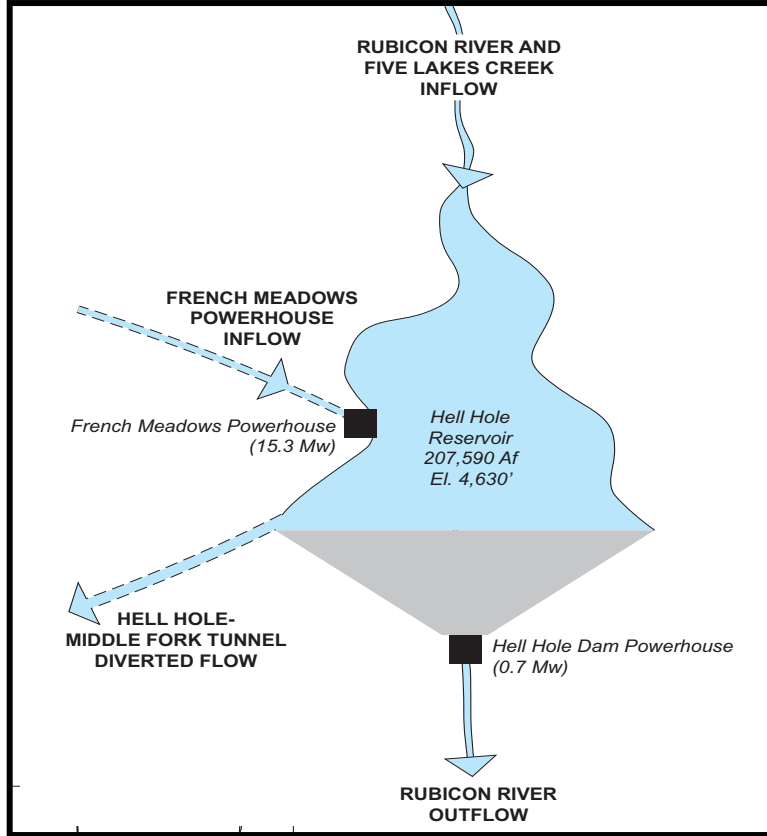 RUBICON RIVER AND
FIVE LAKES CREEK
INFLOW
FRENCH MEADOWS
POWERHOUSE
INFLOW
French Meadows Powerhouse
(15.3 Mw)
Hell Hole
Reservoir
207,590 Af
El. 4,630’
HELL HOLE-
MIDDLE FORK TUNNEL
DIVERTED FLOW
Hell Hole Dam Powerhouse
(0.7 Mw)
RUBICON RIVER
OUTFLOW